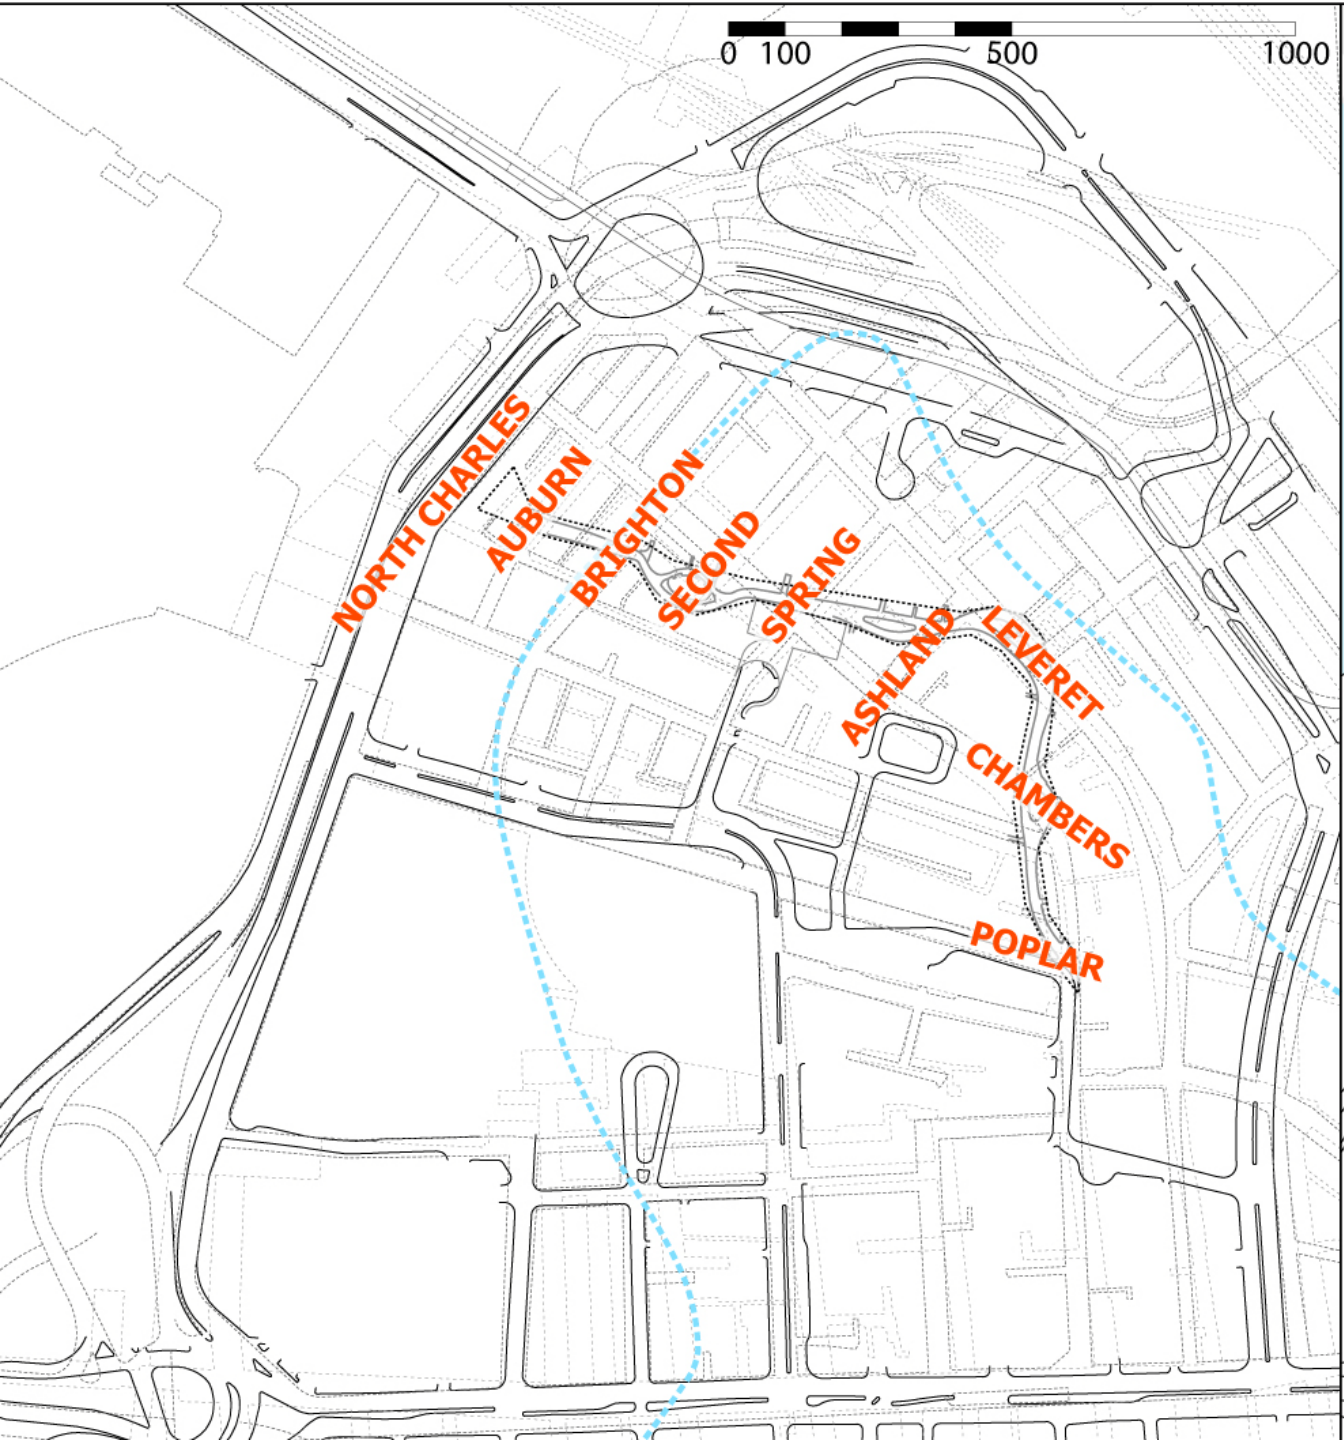 0 100 500 1000
NORTH CHARLES
AUBURN
BRIGHTON
SECOND
SPRING
ASHLAND
LEVERET
CHAMBERS
POPLAR